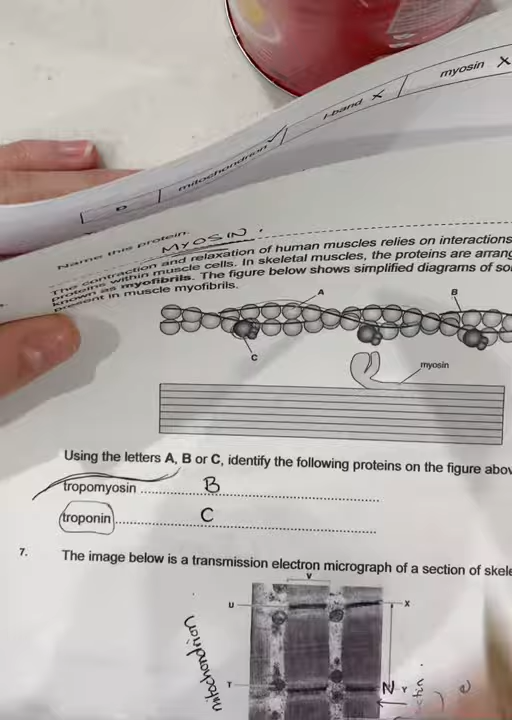 myosin X
I-band X
mitochondrion ✓
D
Name this protein.
MYOSIN.
The contraction and relaxation of human muscles relies on interactions
proteins within muscle cells. In skeletal muscles, the proteins are arran
known as myofibrils. The figure below shows simplified diagrams of so
present in muscle myofibrils.
A
B
C
myosin
Using the letters A, B or C, identify the following proteins on the figure abov
tropomyosin B
troponin C
7. The image below is a transmission electron micrograph of a section of skele
V
U
X
mitochondrion
T
Y